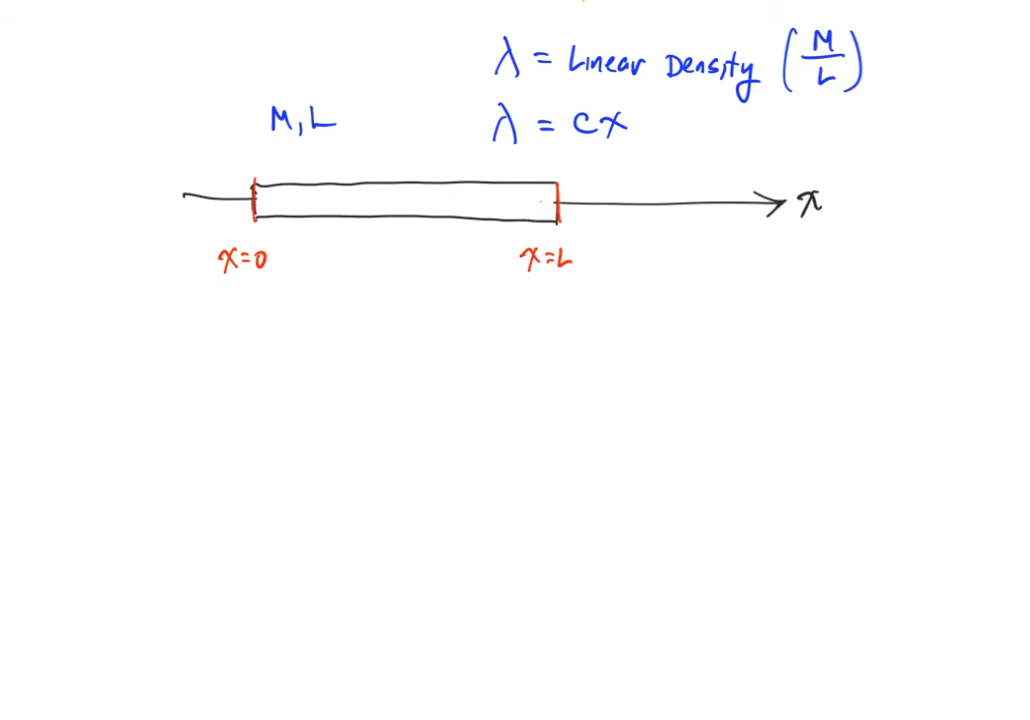 λ = Linear Density (M/L)
M, L
λ = cx
x
x=0
x=L